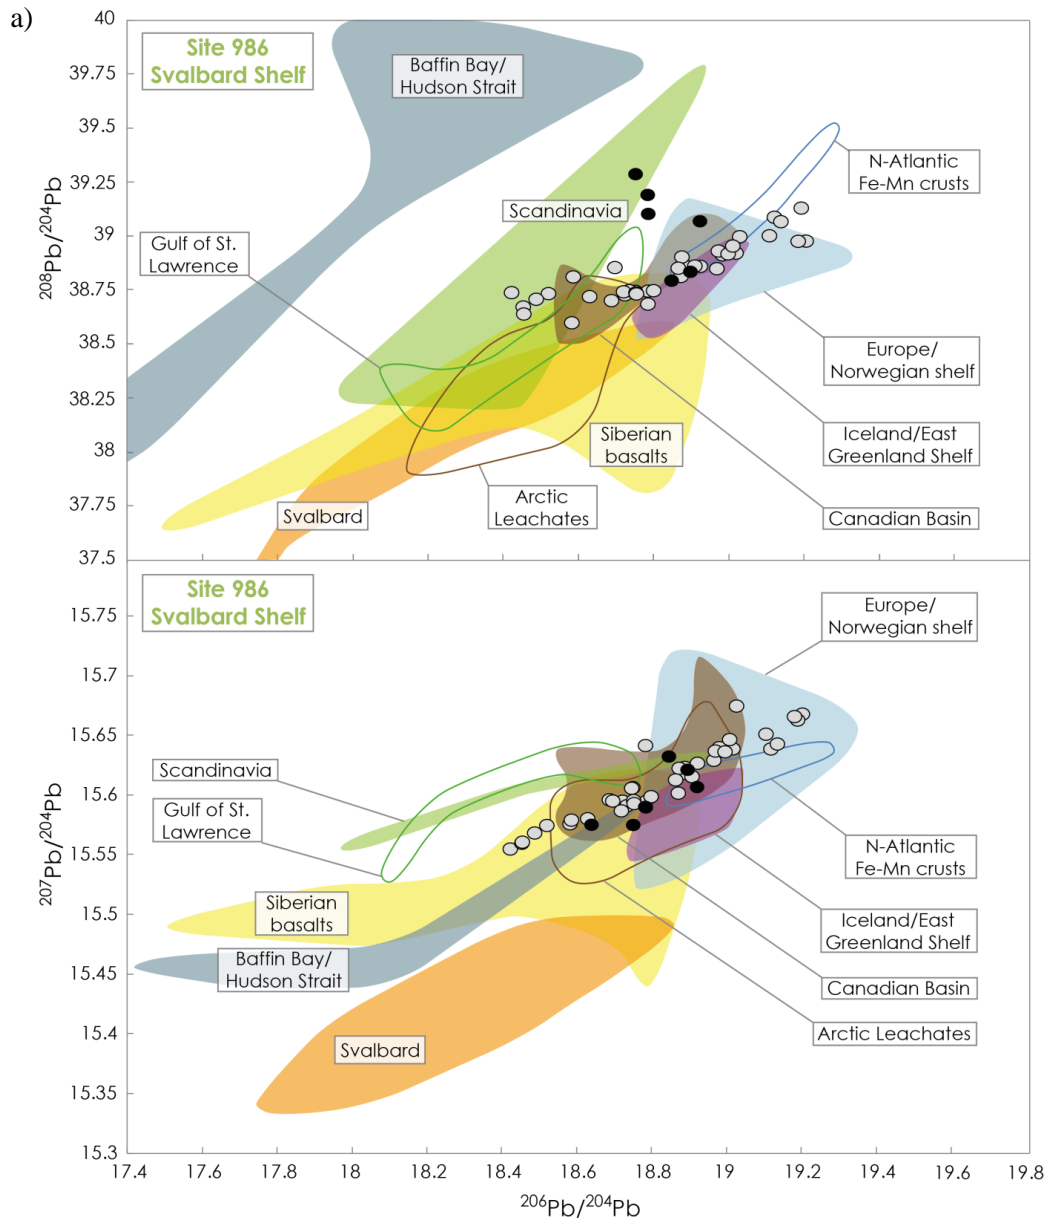 a)
Site 986
Svalbard Shelf
Baffin Bay/
Hudson Strait
N-Atlantic
Fe-Mn crusts
Scandinavia
Gulf of St.
Lawrence
Europe/
Norwegian shelf
Siberian
basalts
Iceland/East
Greenland Shelf
Arctic
Leachates
Svalbard
Canadian Basin
40
39.75
39.5
39.25
39
38.75
38.5
38.25
38
37.75
37.5
²⁰⁸Pb/²⁰⁴Pb
Site 986
Svalbard Shelf
Europe/
Norwegian shelf
Scandinavia
Gulf of St.
Lawrence
N-Atlantic
Fe-Mn crusts
Siberian
basalts
Iceland/East
Greenland Shelf
Baffin Bay/
Hudson Strait
Canadian Basin
Arctic Leachates
Svalbard
15.75
15.7
15.65
15.6
15.55
15.5
15.45
15.4
15.35
15.3
²⁰⁷Pb/²⁰⁴Pb
17.4 17.6 17.8 18 18.2 18.4 18.6 18.8 19 19.2 19.4 19.6 19.8
²⁰⁶Pb/²⁰⁴Pb